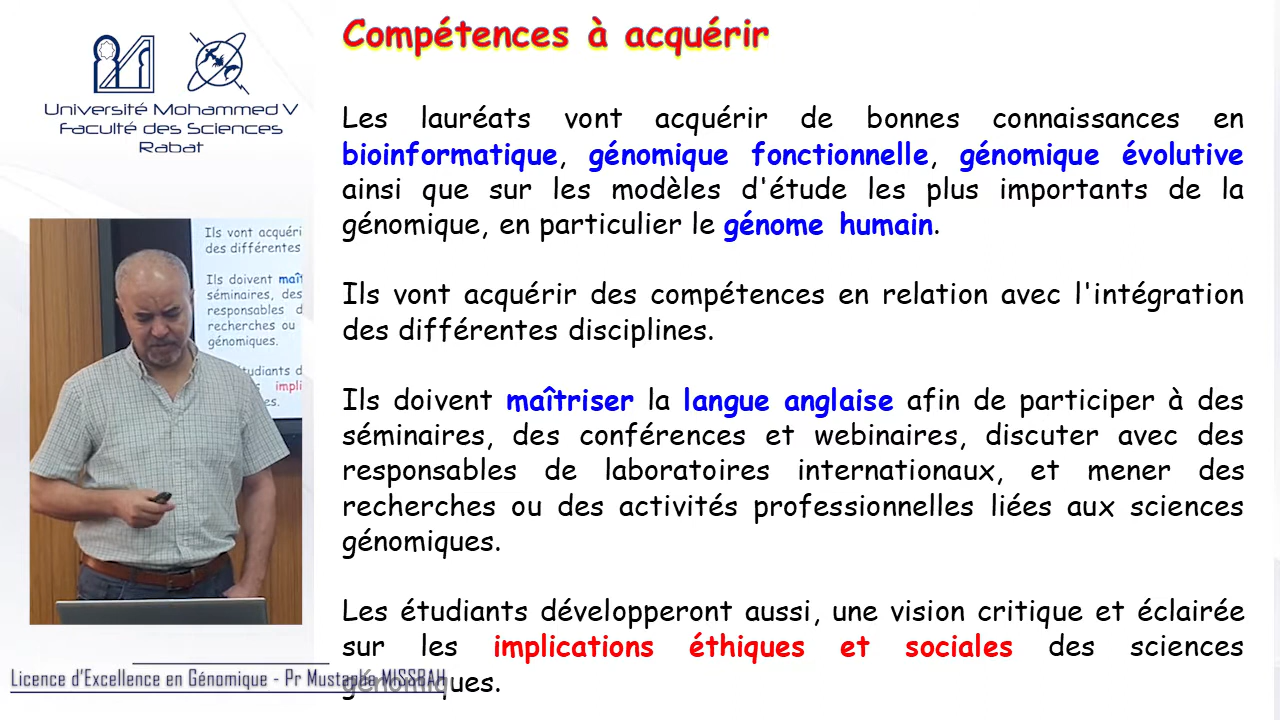 Compétences à acquérir
Université Mohammed V
Faculté des Sciences
Rabat
Les lauréats vont acquérir de bonnes connaissances en
bioinformatique, génomique fonctionnelle, génomique évolutive
ainsi que sur les modèles d'étude les plus importants de la
génomique, en particulier le génome humain.
Ils vont acquérir des compétences en relation avec l'intégration
des différentes disciplines.
Ils doivent maîtriser la langue anglaise afin de participer à des
séminaires, des conférences et webinaires, discuter avec des
responsables de laboratoires internationaux, et mener des
recherches ou des activités professionnelles liées aux sciences
génomiques.
Les étudiants développeront aussi, une vision critique et éclairée
sur les implications éthiques et sociales des sciences
génomiques.
Ils vont acquéri
des différentes
Ils doivent maît
séminaires, des
responsables d
recherches ou
génomiques.
tudiants d
impli
es.
Licence d'Excellence en Génomique - Pr Mustapha MISSBAH